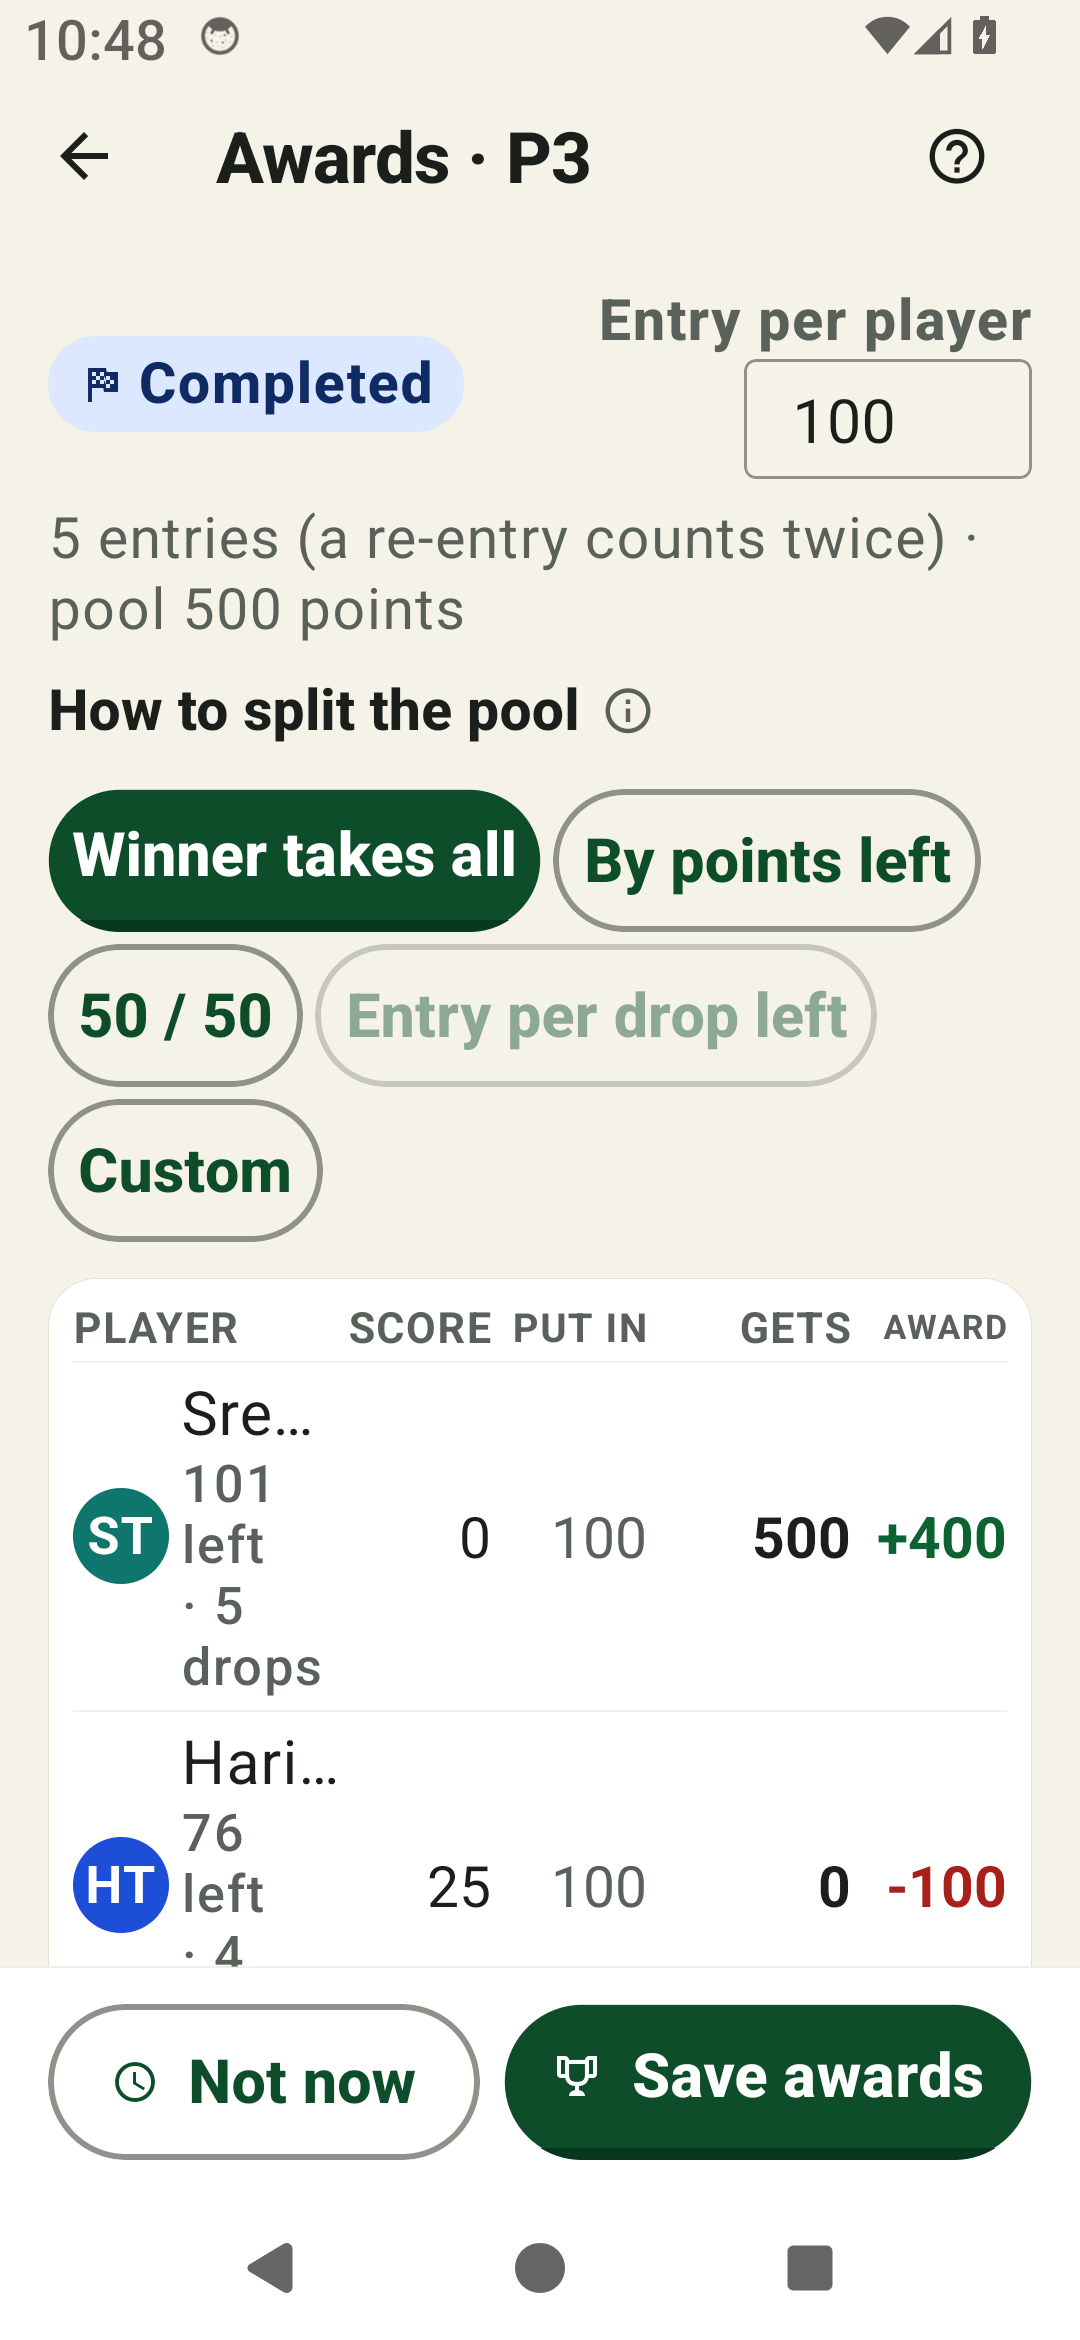 10:48
Awards · P3
Entry per player
Completed
100
5 entries (a re-entry counts twice) ·
pool 500 points
How to split the pool
Winner takes all
By points left
50 / 50
Entry per drop left
Custom
PLAYER SCORE PUT IN GETS AWARD
Sre...
101
left
· 5
drops
ST 0 100 500 +400
Hari...
76
left
· 4
HT 25 100 0 -100
Not now
Save awards